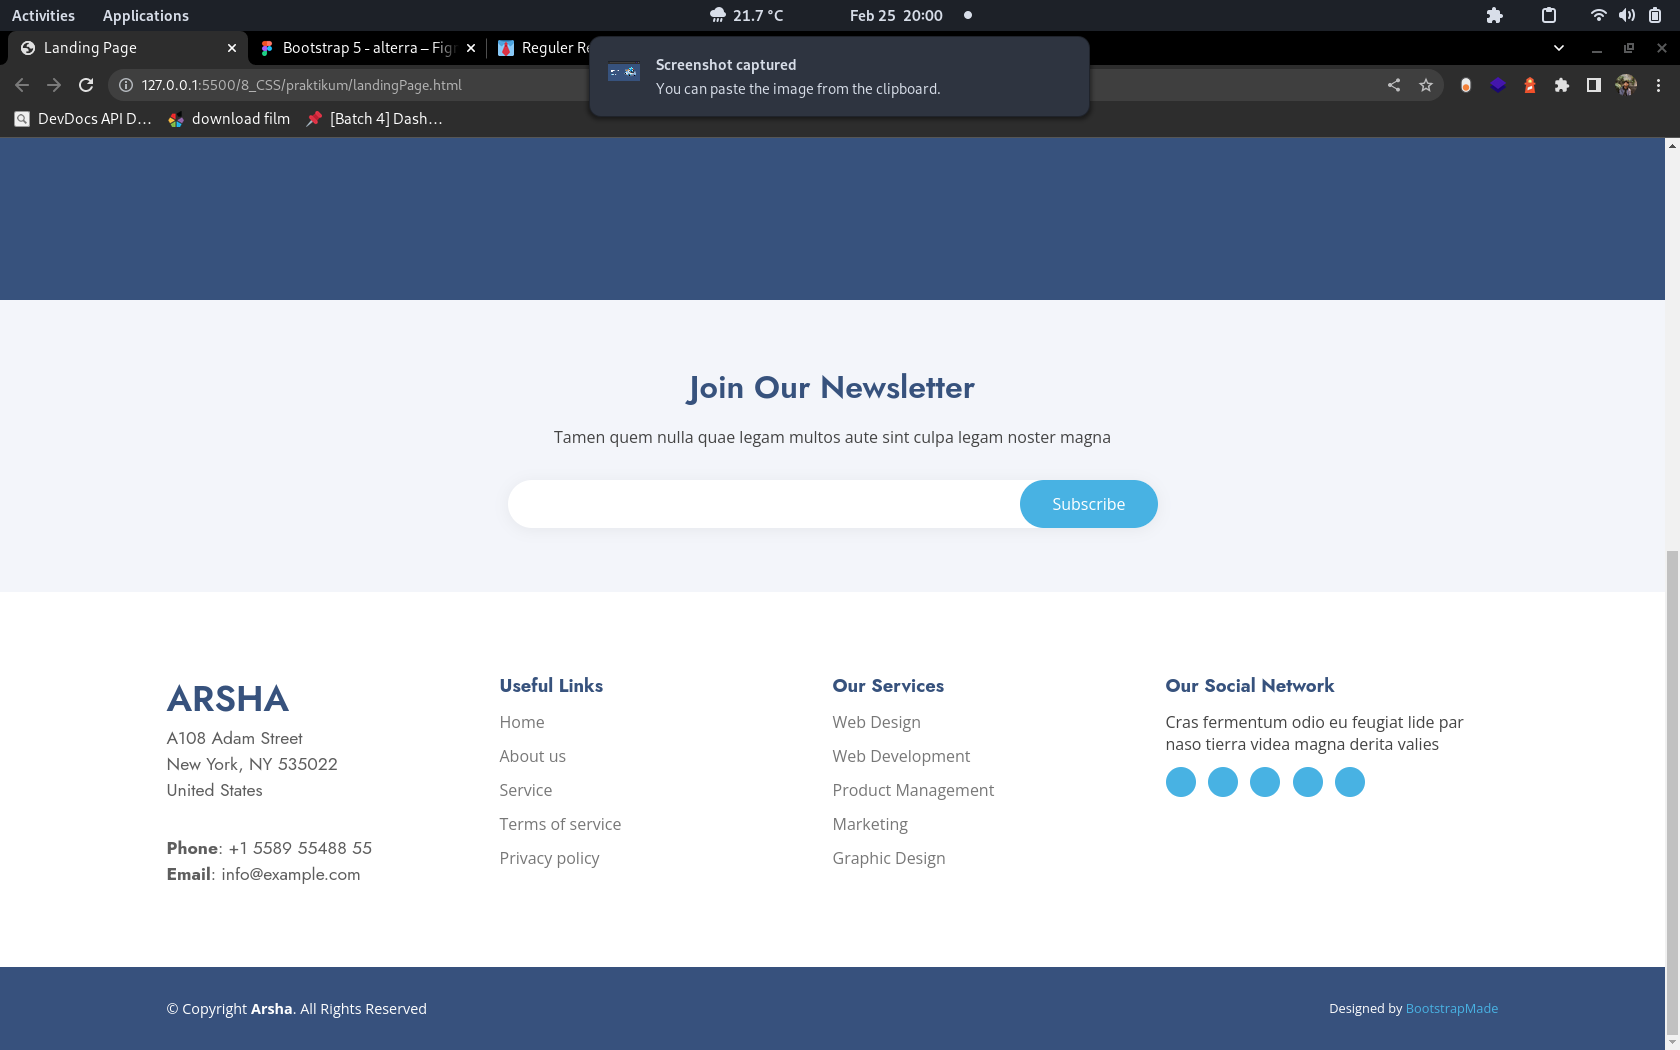 Activities Applications 21.7 °C Feb 25 20:00
Landing Page Bootstrap 5 - alterra – Fig Reguler
Screenshot captured
You can paste the image from the clipboard.
127.0.0.1:5500/8_CSS/praktikum/landingPage.html
DevDocs API D... download film [Batch 4] Dash...
Join Our Newsletter
Tamen quem nulla quae legam multos aute sint culpa legam noster magna
Subscribe
ARSHA
A108 Adam Street
New York, NY 535022
United States
Phone: +1 5589 55488 55
Email: info@example.com
Useful Links
Home
About us
Service
Terms of service
Privacy policy
Our Services
Web Design
Web Development
Product Management
Marketing
Graphic Design
Our Social Network
Cras fermentum odio eu feugiat lide par
naso tierra videa magna derita valies
© Copyright Arsha. All Rights Reserved
Designed by BootstrapMade